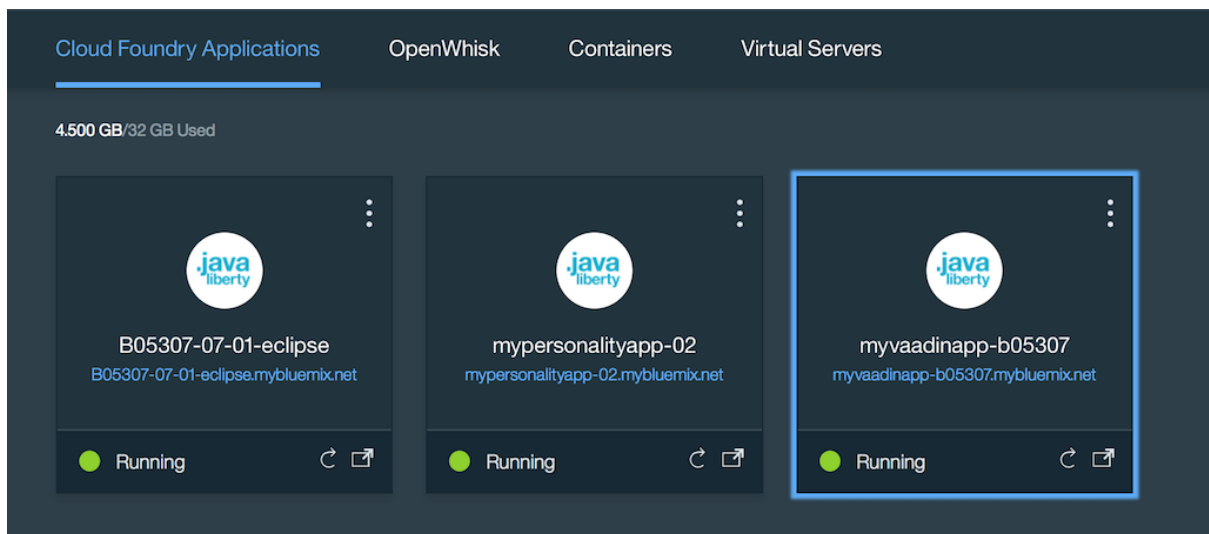 Cloud Foundry Applications OpenWhisk Containers Virtual Servers
4.500 GB/32 GB Used
.java
liberty
B05307-07-01-eclipse
B05307-07-01-eclipse.mybluemix.net
Running
.java
liberty
mypersonalityapp-02
mypersonalityapp-02.mybluemix.net
Running
.java
liberty
myvaadinapp-b05307
myvaadinapp-b05307.mybluemix.net
Running